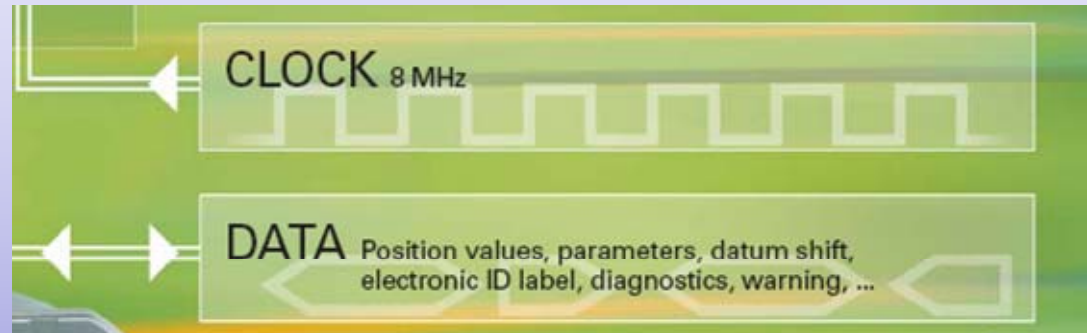 CLOCK 8 MHz
DATA Position values, parameters, datum shift,
electronic ID label, diagnostics, warning, ...